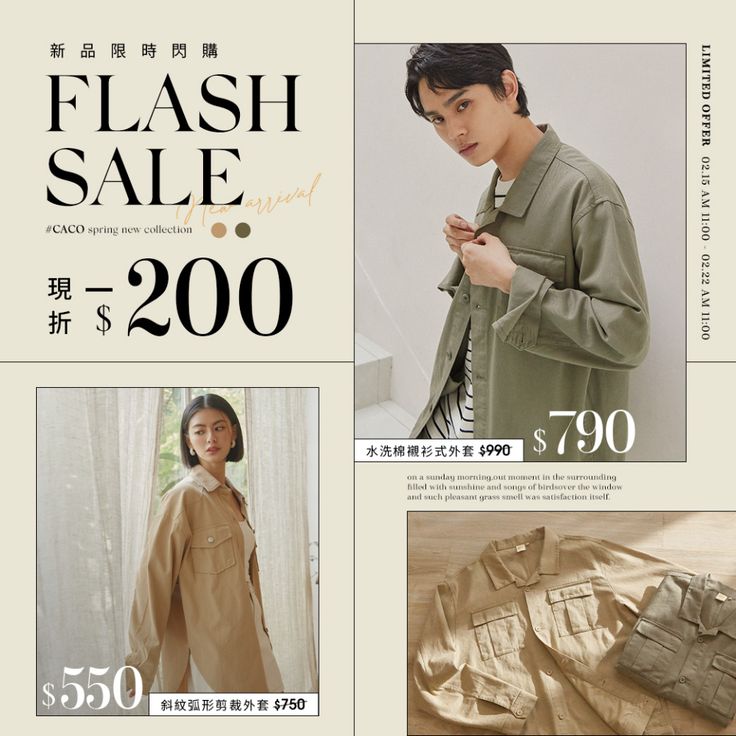 新品限時閃購
FLASH
SALE
New arrival
#CACO spring new collection
現折 -$200
LIMITED OFFER 02.15 AM 11:00 - 02.22 AM 11:00
水洗棉襯衫式外套 $990
$790
on a sunday morning,out moment in the surrounding
filled with sunshine and songs of birdsover the window
and such pleasant grass smell was satisfaction itself.
$550
斜紋弧形剪裁外套 $750